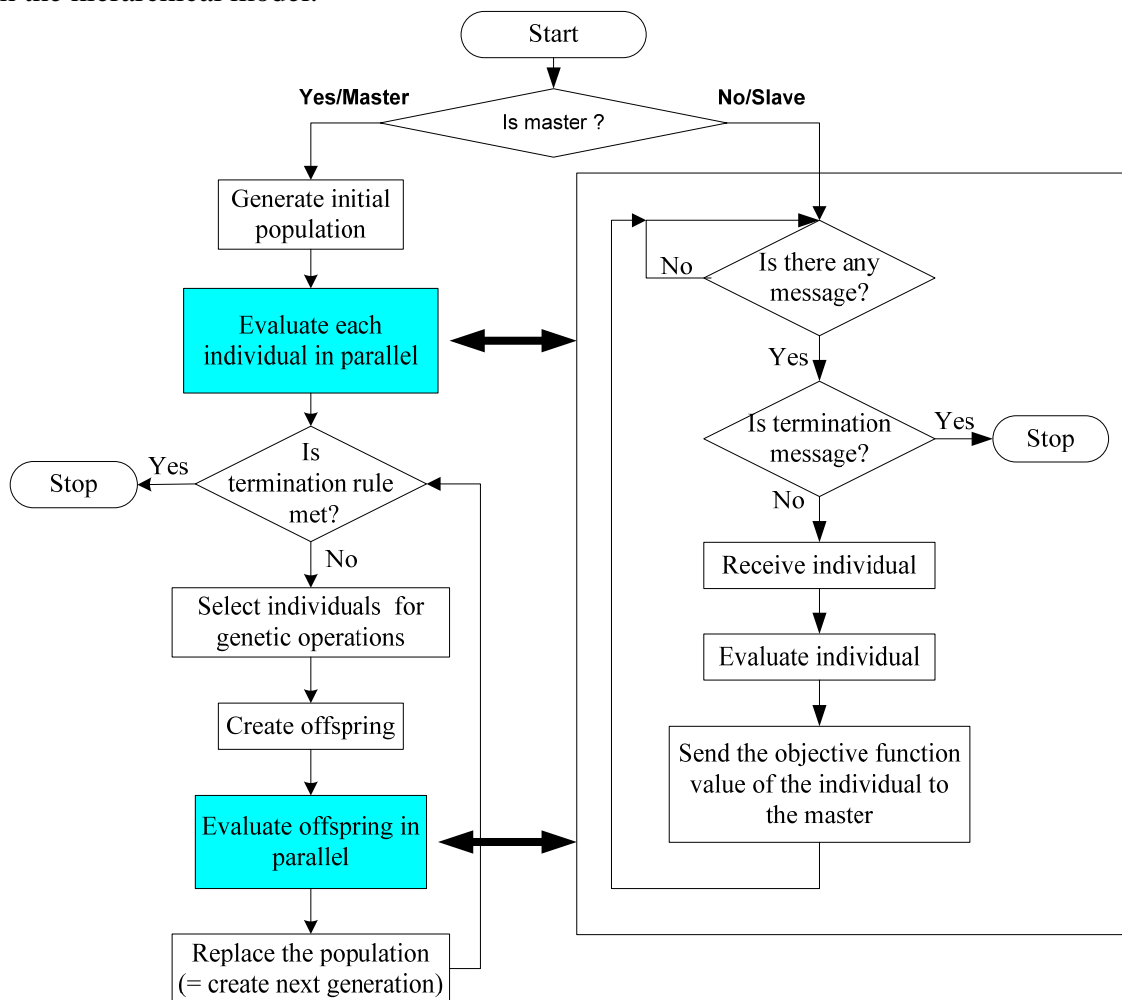 in the hierarchical model.
Start
Yes/Master
No/Slave
Is master ?
Generate initial
population
Evaluate each
individual in parallel
Is
termination rule
met?
Yes
Stop
No
Select individuals for
genetic operations
Create offspring
Evaluate offspring in
parallel
Replace the population
(= create next generation)
Is there any
message?
No
Yes
Is termination
message?
Yes
Stop
No
Receive individual
Evaluate individual
Send the objective function
value of the individual to
the master